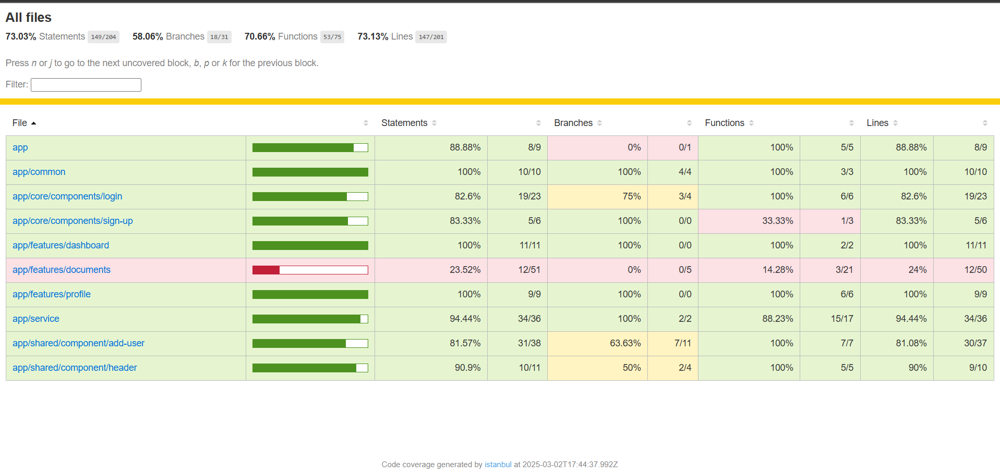 All files
73.03% Statements 149/204 58.06% Branches 18/31 70.66% Functions 53/75 73.13% Lines 147/201
Press n or j to go to the next uncovered block, b, p or k for the previous block.
Filter:
File Statements Branches Functions Lines
app 88.88% 8/9 0% 0/1 100% 5/5 88.88% 8/9
app/common 100% 10/10 100% 4/4 100% 3/3 100% 10/10
app/core/components/login 82.6% 19/23 75% 3/4 100% 6/6 82.6% 19/23
app/core/components/sign-up 83.33% 5/6 100% 0/0 33.33% 1/3 83.33% 5/6
app/features/dashboard 100% 11/11 100% 0/0 100% 2/2 100% 11/11
app/features/documents 23.52% 12/51 0% 0/5 14.28% 3/21 24% 12/50
app/features/profile 100% 9/9 100% 0/0 100% 6/6 100% 9/9
app/service 94.44% 34/36 100% 2/2 88.23% 15/17 94.44% 34/36
app/shared/component/add-user 81.57% 31/38 63.63% 7/11 100% 7/7 81.08% 30/37
app/shared/component/header 90.9% 10/11 50% 2/4 100% 5/5 90% 9/10
Code coverage generated by istanbul at 2025-03-02T17:44:37.992Z